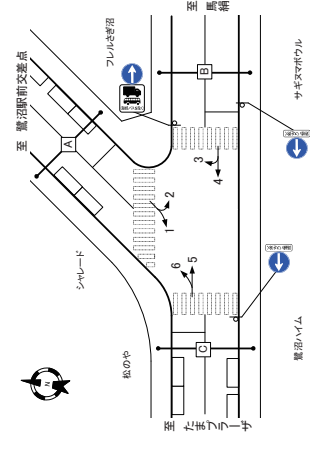 至 鷺沼駅前交差点
フレルさぎ沼
至 馬絹
A
B
サギヌマボウル
1
2
3
4
5
6
シャレード
松のや
C
N
鷺沼ハイム
至 たまプラーザ